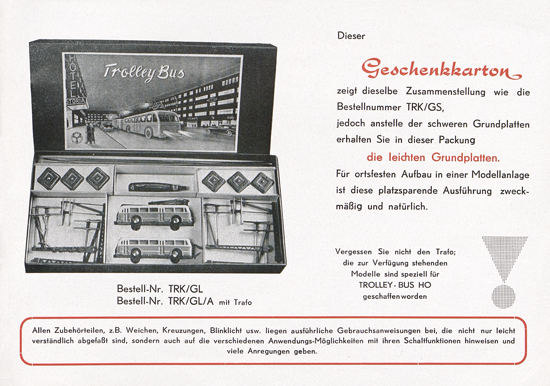 HOTEL
Trolley Bus
Bestell-Nr. TRK/GL
Bestell-Nr. TRK/GL/A mit Trafo
Dieser
Geschenkkarton
zeigt dieselbe Zusammenstellung wie die
Bestellnummer TRK/GS,
jedoch anstelle der schweren Grundplatten
erhalten Sie in dieser Packung
die leichten Grundplatten.
Für ortsfesten Aufbau in einer Modellanlage
ist diese platzsparende Ausführung zweck-
mäßig und natürlich.
Vergessen Sie nicht den Trafo;
die zur Verfügung stehenden
Modelle sind speziell für
TROLLEY-BUS HO
geschaffen worden
Allen Zubehörteilen, z.B. Weichen, Kreuzungen, Blinklicht usw. liegen ausführliche Gebrauchsanweisungen bei, die nicht nur leicht
verständlich abgefaßt sind, sondern auch auf die verschiedenen Anwendungs-Möglichkeiten mit ihren Schaltfunktionen hinweisen und
viele Anregungen geben.